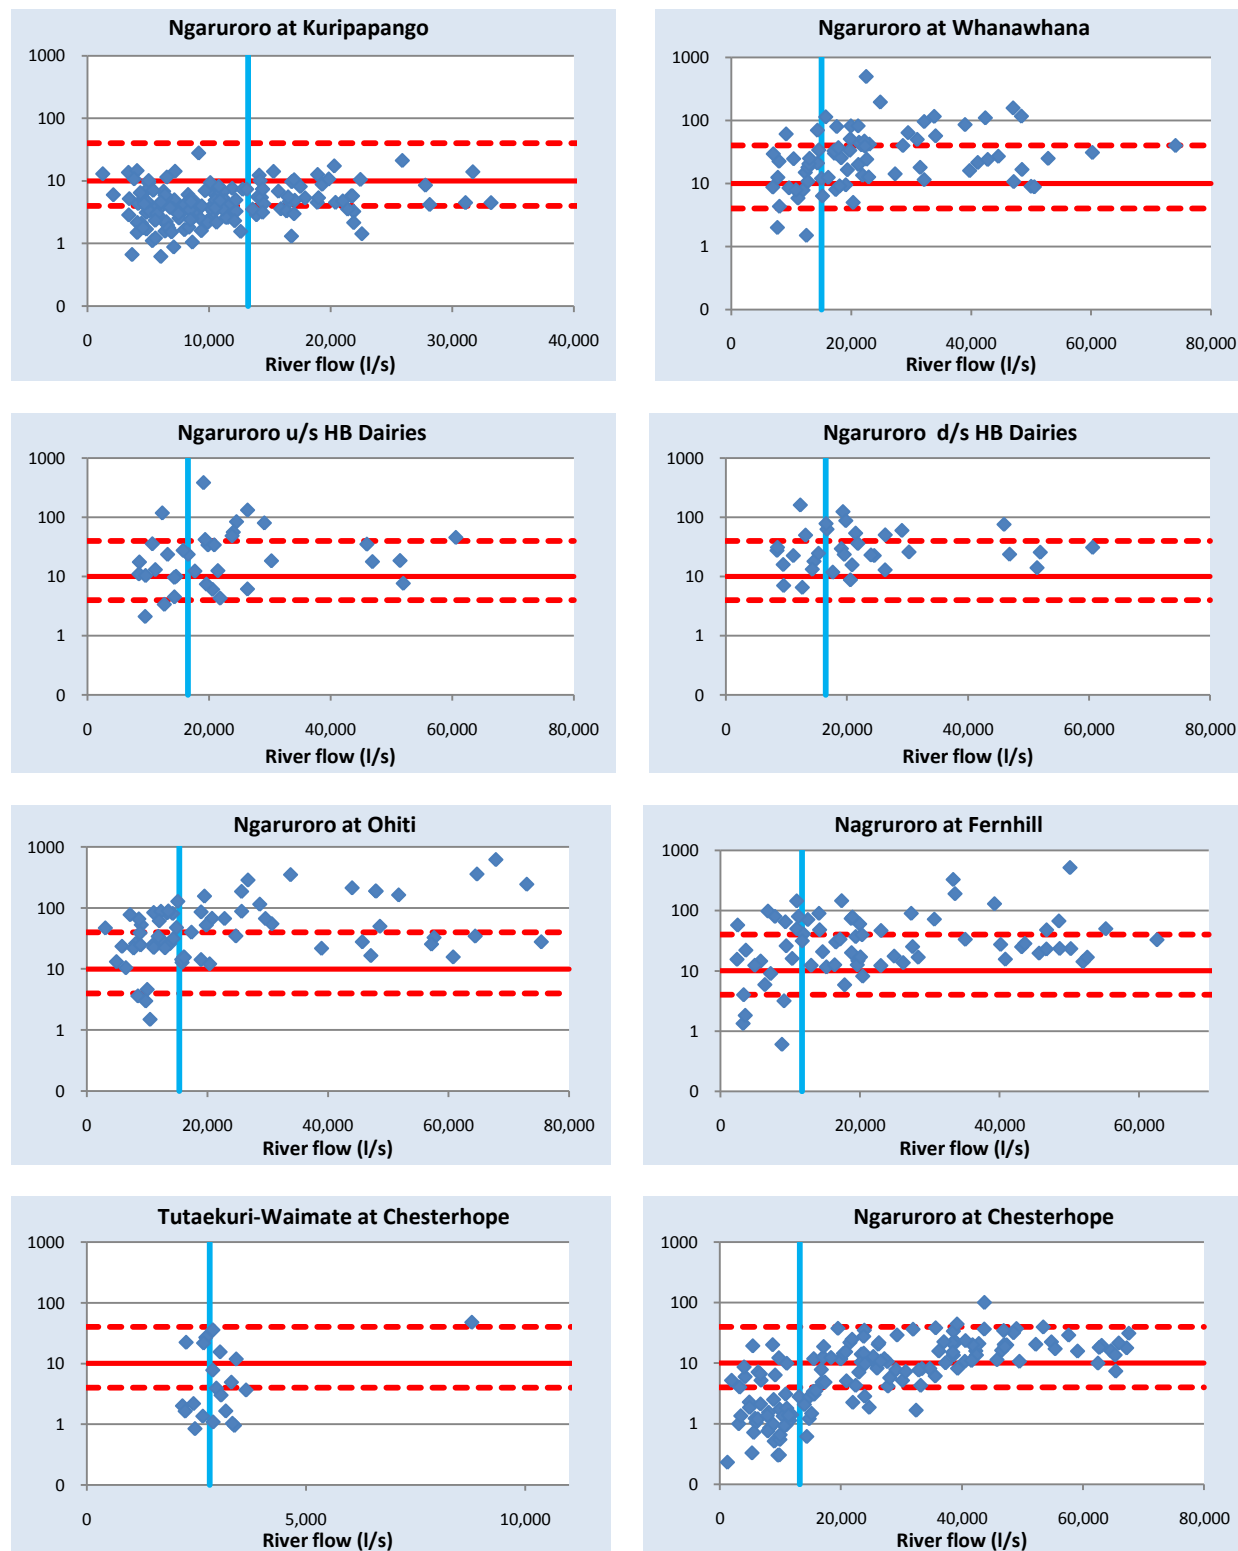 Ngaruroro at Kuripapango
1000
100
10
1
0
0 10,000 20,000 30,000 40,000
River flow (l/s)
Ngaruroro at Whanawhana
1000
100
10
1
0
0 20,000 40,000 60,000 80,000
River flow (l/s)
Ngaruroro u/s HB Dairies
1000
100
10
1
0
0 20,000 40,000 60,000 80,000
River flow (l/s)
Ngaruroro d/s HB Dairies
1000
100
10
1
0
0 20,000 40,000 60,000 80,000
River flow (l/s)
Ngaruroro at Ohiti
1000
100
10
1
0
0 20,000 40,000 60,000 80,000
River flow (l/s)
Nagruroro at Fernhill
1000
100
10
1
0
0 20,000 40,000 60,000
River flow (l/s)
Tutaekuri-Waimate at Chesterhope
1000
100
10
1
0
0 5,000 10,000
River flow (l/s)
Ngaruroro at Chesterhope
1000
100
10
1
0
0 20,000 40,000 60,000 80,000
River flow (l/s)